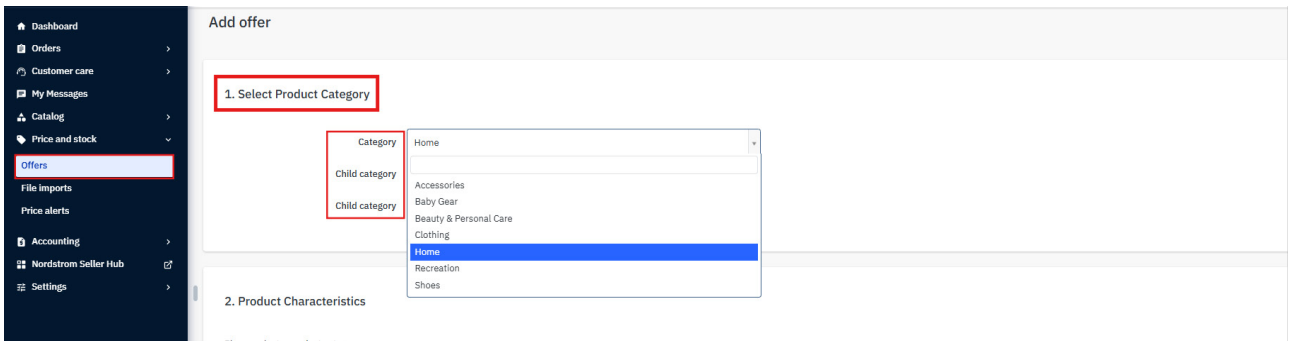 Dashboard
Orders
Customer care
My Messages
Catalog
Price and stock
Offers
File imports
Price alerts
Accounting
Nordstrom Seller Hub
Settings
Add offer
1. Select Product Category
Category
Home
Child category
Child category
Accessories
Baby Gear
Beauty & Personal Care
Clothing
Home
Recreation
Shoes
2. Product Characteristics